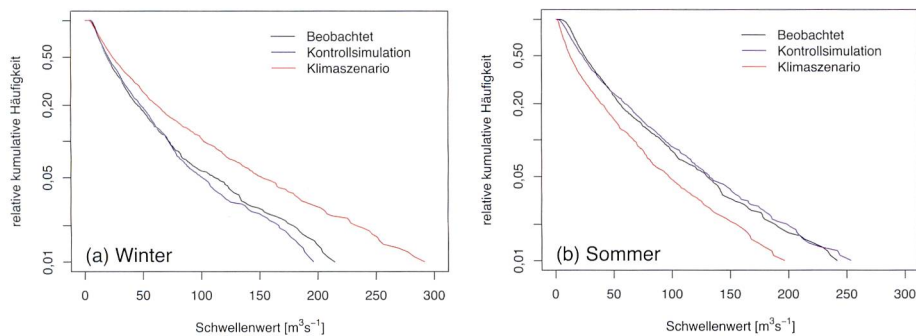 relative kumulative Häufigkeit
0,50
0,20
0,05
0,01
Beobachtet
Kontrollsimulation
Klimaszenario
(a) Winter
0 50 100 150 200 250 300
Schwellenwert [m³s⁻¹]
relative kumulative Häufigkeit
0,50
0,20
0,05
0,01
Beobachtet
Kontrollsimulation
Klimaszenario
(b) Sommer
0 50 100 150 200 250 300
Schwellenwert [m³s⁻¹]